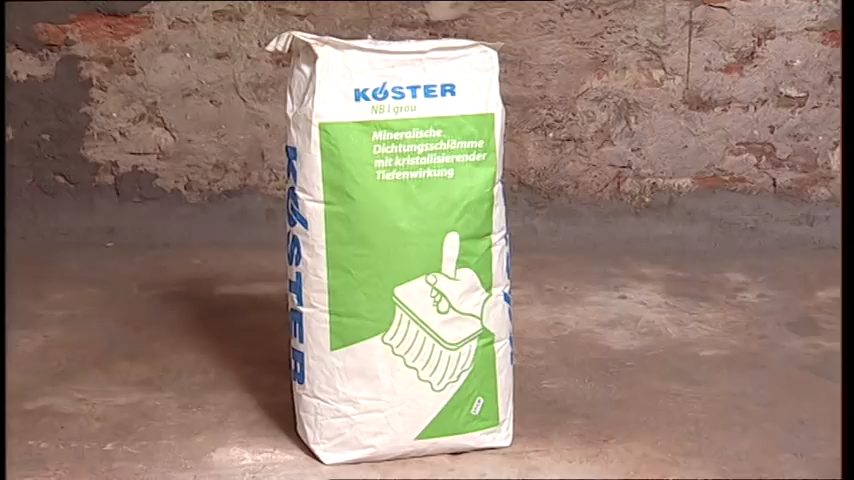 KÖSTER
NB 1 grau
Mineralische
Dichtungsschlämme
mit kristallisierender
Tiefenwirkung
KÖSTER